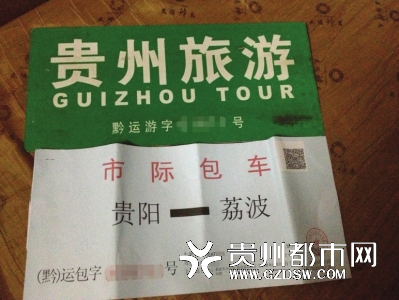 贵州旅游
GUIZHOU TOUR
黔运游字 号
市际包车
贵阳 — 荔波
(黔)运包字 号
贵州都市网
www.GZDSW.com